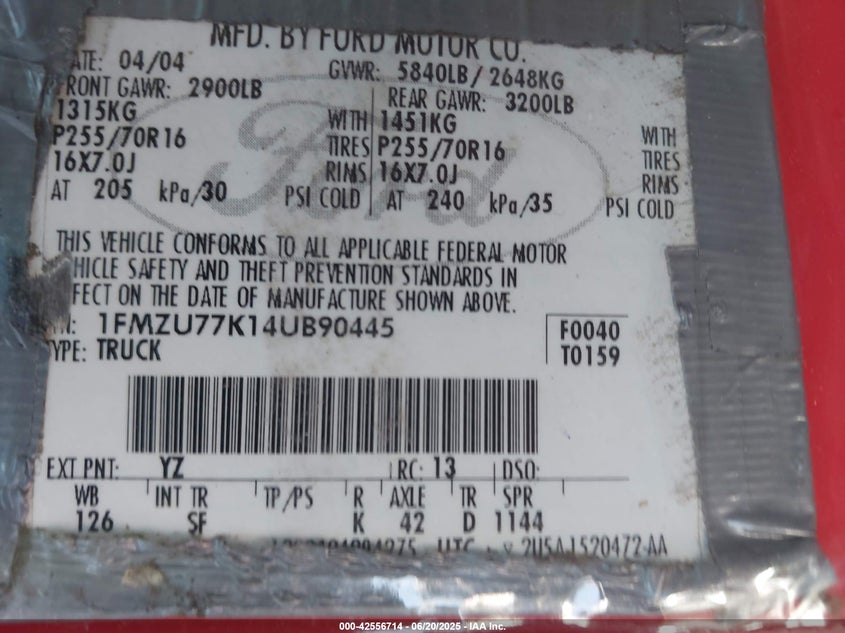 MFD. BY FORD MOTOR CO.
ATE: 04/04
GVWR: 5840LB/ 2648KG
FRONT GAWR: 2900LB
REAR GAWR: 3200LB
1315KG WITH 1451KG WITH
P255/70R16 TIRES P255/70R16 TIRES
16X7.0J RIMS 16X7.0J RIMS
AT 205 kPa/30 PSI COLD AT 240 kPa/35 PSI COLD
Ford
THIS VEHICLE CONFORMS TO ALL APPLICABLE FEDERAL MOTOR
HICLE SAFETY AND THEFT PREVENTION STANDARDS IN
FECT ON THE DATE OF MANUFACTURE SHOWN ABOVE.
N: 1FMZU77K14UB90445
F0040
YPE: TRUCK
T0159
EXT PNT: YZ RC: 13 DSO:
WB INT TR TP/PS R AXLE TR SPR
126 SF K 42 D 1144
UTC 2U5A-1520472-AA
000-42556714 - 06/20/2025 - IAA Inc.